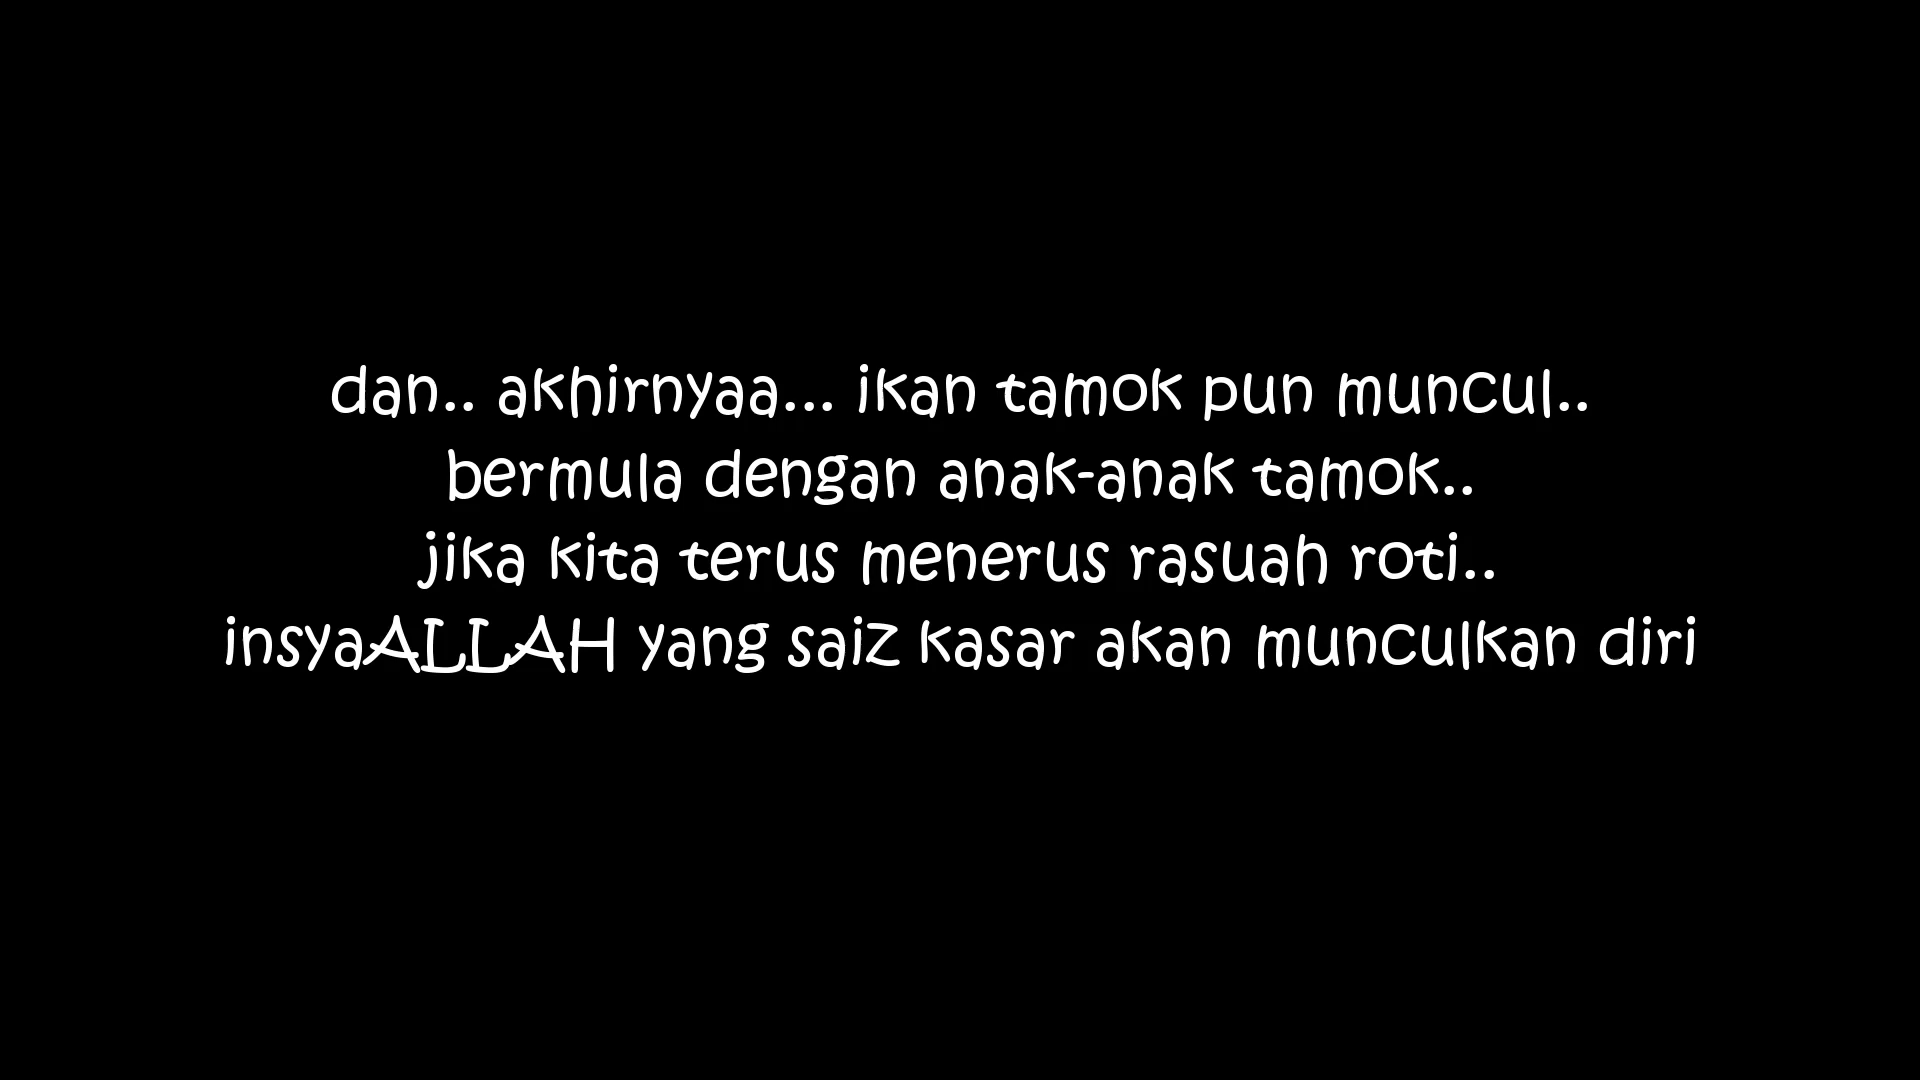 dan.. akhirnyaa... ikan tamok pun muncul..
bermula dengan anak-anak tamok..
jika kita terus menerus rasuah roti..
insyaALLAH yang saiz kasar akan munculkan diri